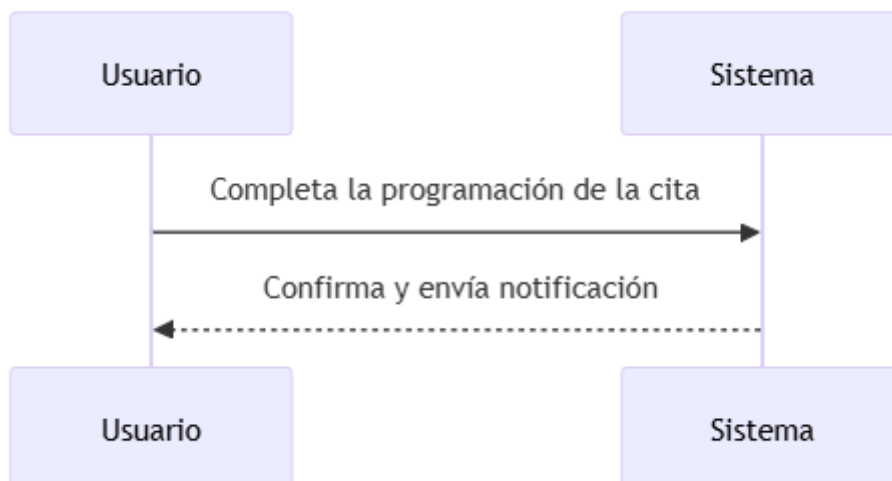 Usuario
Sistema
Completa la programación de la cita
Confirma y envía notificación
Usuario
Sistema